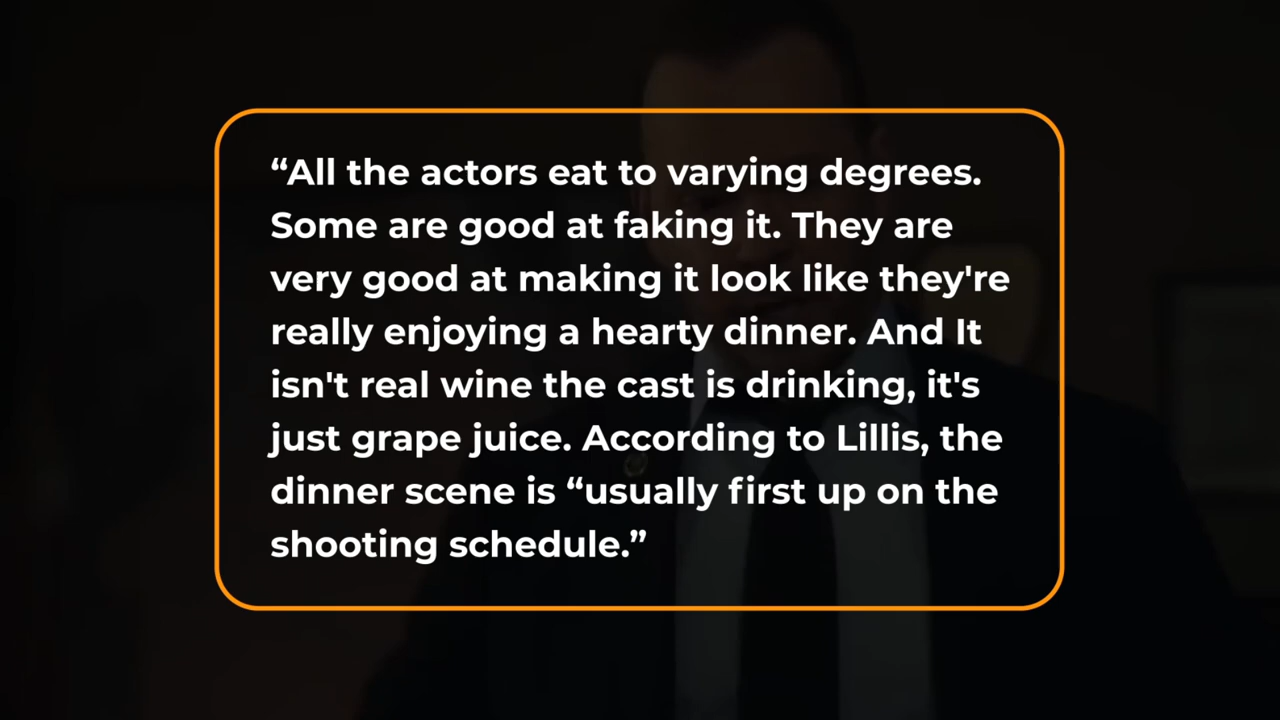 “All the actors eat to varying degrees.
Some are good at faking it. They are
very good at making it look like they're
really enjoying a hearty dinner. And It
isn't real wine the cast is drinking, it's
just grape juice. According to Lillis, the
dinner scene is “usually first up on the
shooting schedule.”